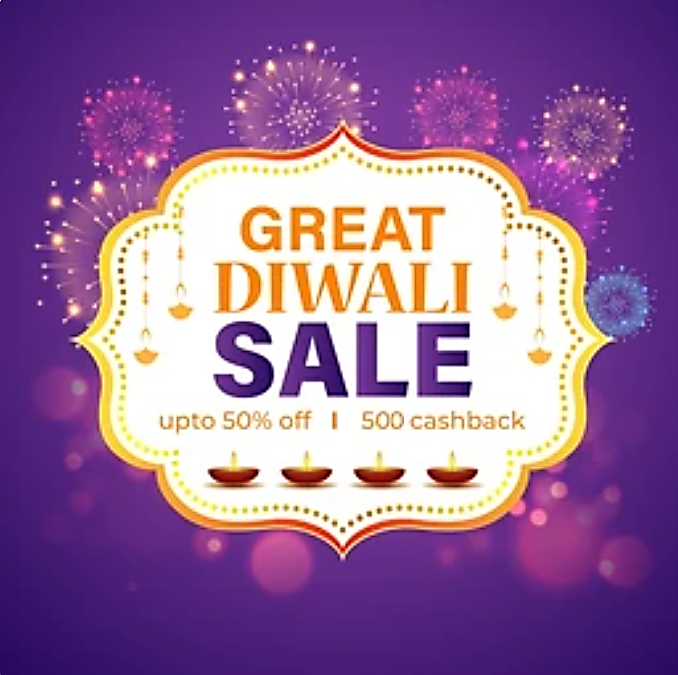 GREAT
DIWALI
SALE
upto 50% off | 500 cashback